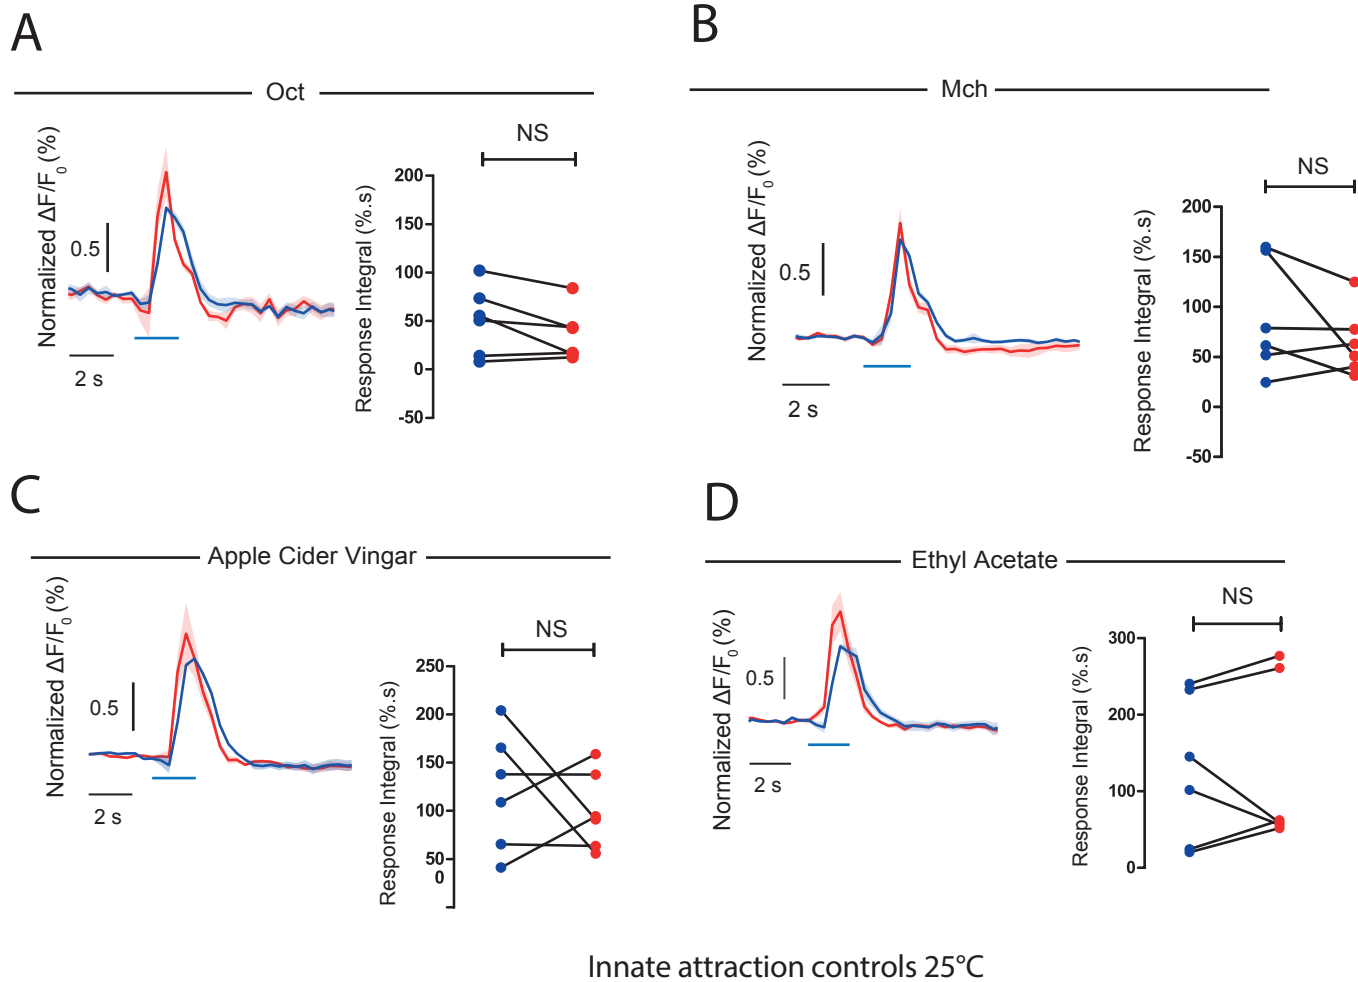 A
Oct
Normalized ΔF/F0 (%)
0.5
2 s
NS
Response Integral (%.s)
200
150
100
50
0
-50
B
Mch
Normalized ΔF/F0 (%)
0.5
2 s
NS
Response Integral (%.s)
200
150
100
50
0
-50
C
Apple Cider Vingar
Normalized ΔF/F0 (%)
0.5
2 s
NS
Response Integral (%.s)
250
200
150
100
50
0
D
Ethyl Acetate
Normalized ΔF/F0 (%)
0.5
2 s
NS
Response Integral (%.s)
300
200
100
0
Innate attraction controls 25°C